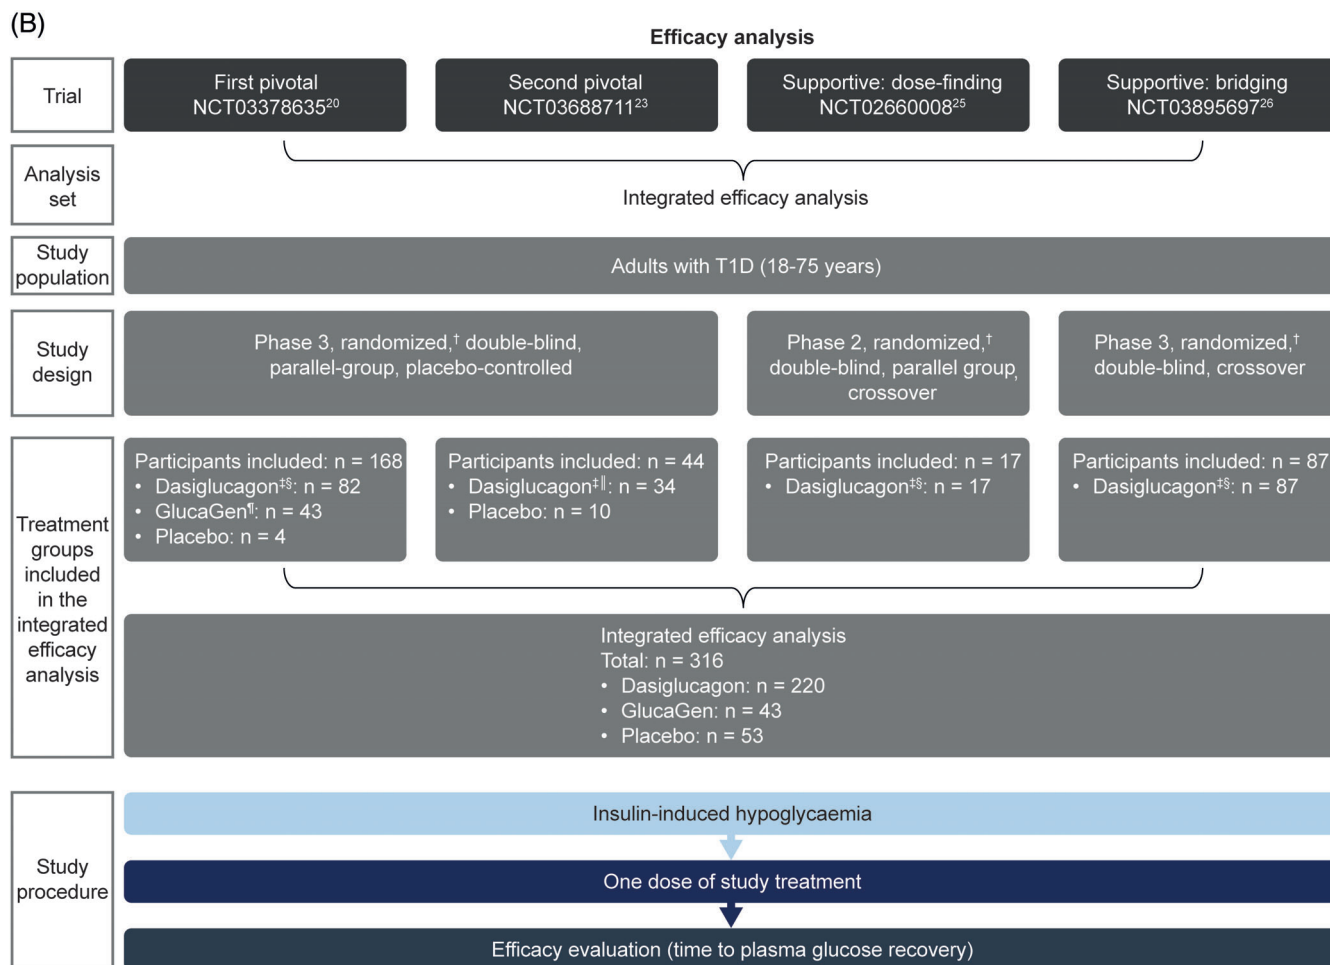 (B)
Efficacy analysis
Trial
First pivotal
NCT03378635²⁰
Second pivotal
NCT03688711²³
Supportive: dose-finding
NCT02660008²⁵
Supportive: bridging
NCT03895697²⁶
Analysis
set
Integrated efficacy analysis
Study
population
Adults with T1D (18-75 years)
Study
design
Phase 3, randomized,† double-blind,
parallel-group, placebo-controlled
Phase 2, randomized,†
double-blind, parallel group,
crossover
Phase 3, randomized,†
double-blind, crossover
Treatment
groups
included
in the
integrated
efficacy
analysis
Participants included: n = 168
• Dasiglucagon‡§: n = 82
• GlucaGen¶: n = 43
• Placebo: n = 4
Participants included: n = 44
• Dasiglucagon‡‖: n = 34
• Placebo: n = 10
Participants included: n = 17
• Dasiglucagon‡§: n = 17
Participants included: n = 87
• Dasiglucagon‡§: n = 87
Integrated efficacy analysis
Total: n = 316
• Dasiglucagon: n = 220
• GlucaGen: n = 43
• Placebo: n = 53
Study
procedure
Insulin-induced hypoglycaemia
One dose of study treatment
Efficacy evaluation (time to plasma glucose recovery)